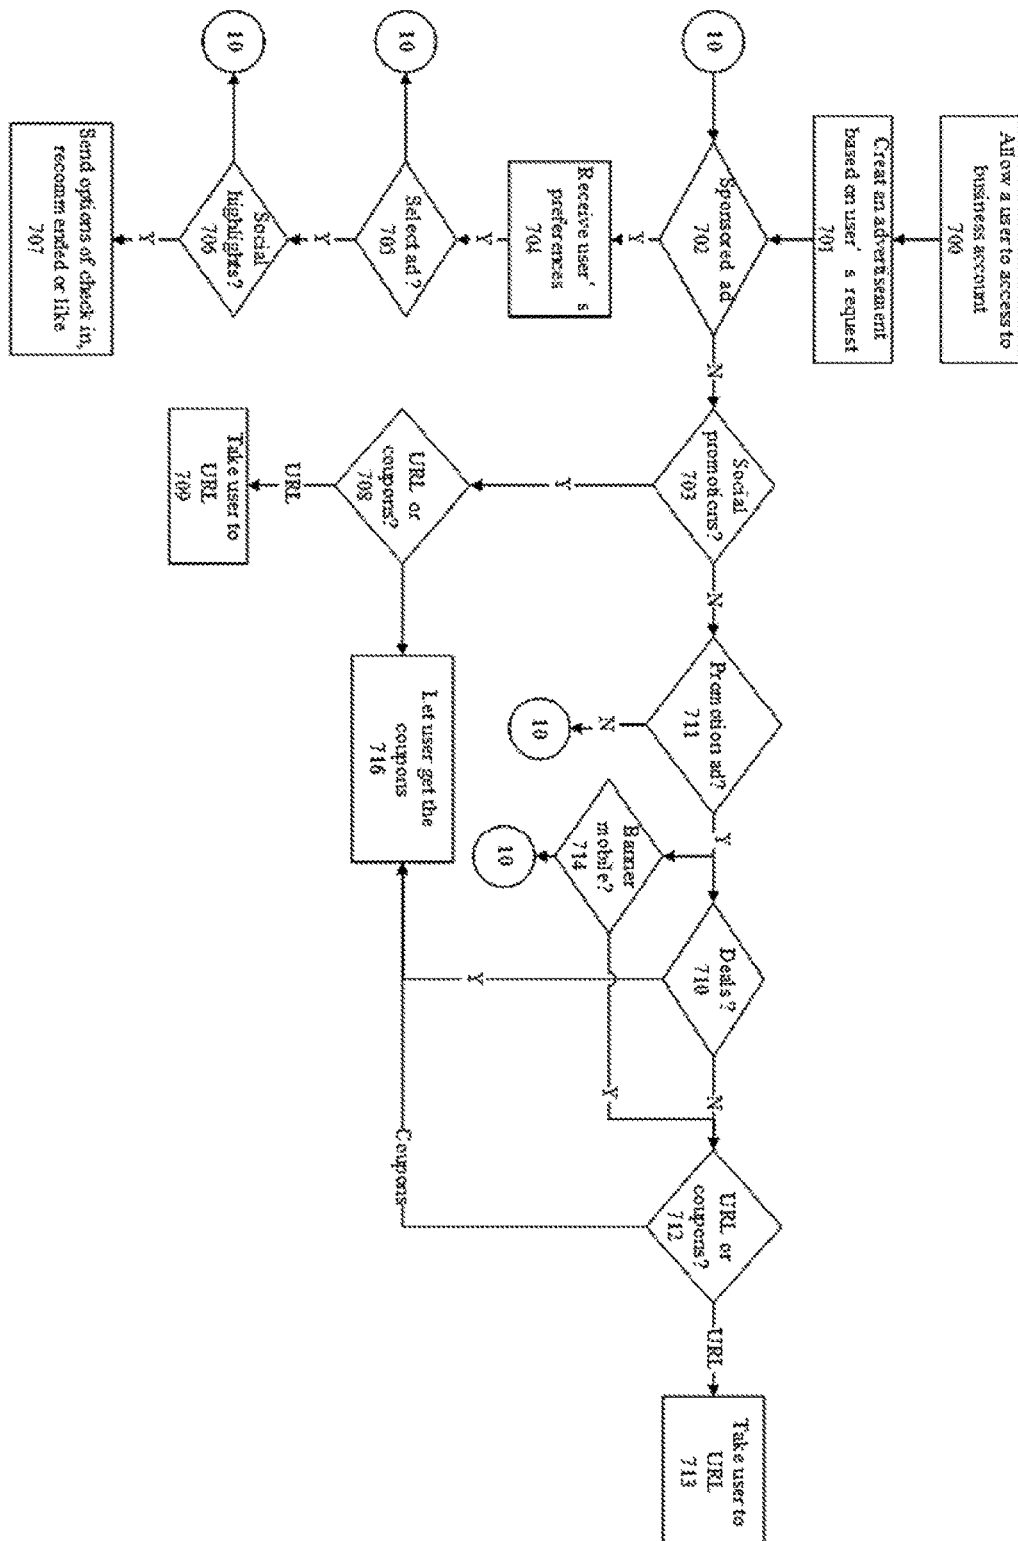 Allow a user to access to
business account
700
Creat an advertisement
based on user's request
701
10
Sponsored ad
702
N
Social
promotions?
703
N
Promotion ad?
711
Y
Deals?
710
N
URL or
coupons?
712
URL
Take user to
URL
713
Y
Receive user's
preferences
704
Y
N
10
Banner
mobile?
714
10
Y
Y
Select ad?
705
10
Y
Y
URL or
coupons?
708
Let user get the
coupons
716
Coupons
Social
highlights?
706
10
URL
Take user to
URL
709
Y
Send options of check in,
recommended or like
707